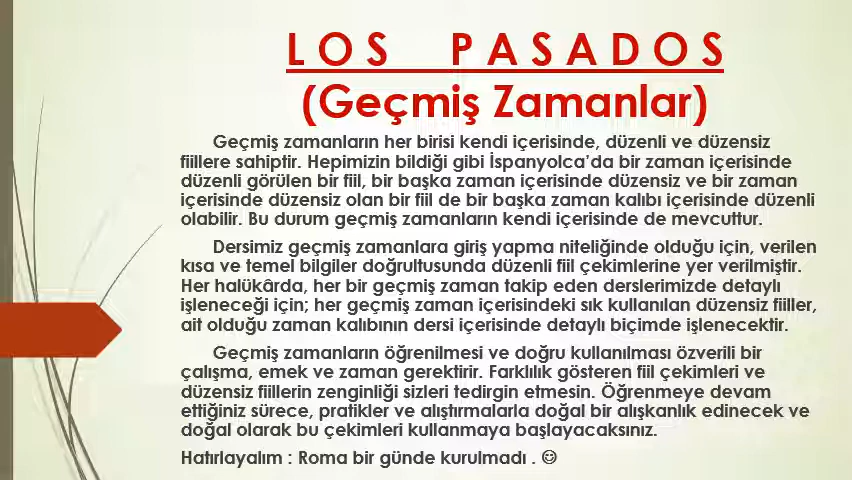 L O S P A S A D O S
(Geçmiş Zamanlar)
Geçmiş zamanların her birisi kendi içerisinde, düzenli ve düzensiz
fiillere sahiptir. Hepimizin bildiği gibi İspanyolca'da bir zaman içerisinde
düzenli görülen bir fiil, bir başka zaman içerisinde düzensiz ve bir zaman
içerisinde düzensiz olan bir fiil de bir başka zaman kalıbı içerisinde düzenli
olabilir. Bu durum geçmiş zamanların kendi içerisinde de mevcuttur.
Dersimiz geçmiş zamanlara giriş yapma niteliğinde olduğu için, verilen
kısa ve temel bilgiler doğrultusunda düzenli fiil çekimlerine yer verilmiştir.
Her halükârda, her bir geçmiş zaman takip eden derslerimizde detaylı
işleneceği için; her geçmiş zaman içerisindeki sık kullanılan düzensiz fiiller,
ait olduğu zaman kalıbının dersi içerisinde detaylı biçimde işlenecektir.
Geçmiş zamanların öğrenilmesi ve doğru kullanılması özverili bir
çalışma, emek ve zaman gerektirir. Farklılık gösteren fiil çekimleri ve
düzensiz fiillerin zenginliği sizleri tedirgin etmesin. Öğrenmeye devam
ettiğiniz sürece, pratikler ve alıştırmalarla doğal bir alışkanlık edinecek ve
doğal olarak bu çekimleri kullanmaya başlayacaksınız.
Hatırlayalım : Roma bir günde kurulmadı . ☺